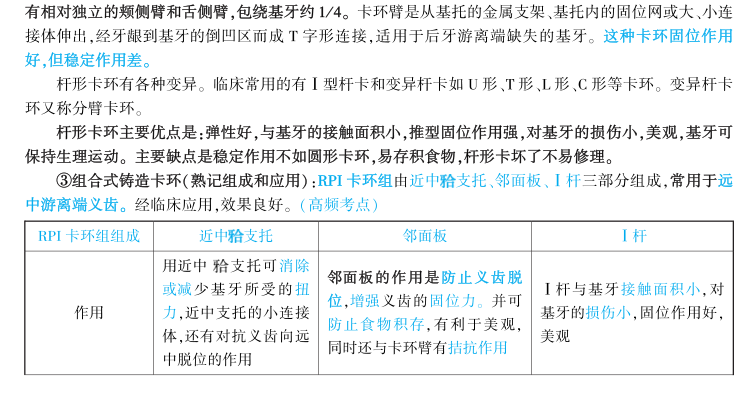 有相对独立的颊侧臂和舌侧臂,包绕基牙约1/4。卡环臂是从基托的金属支架、基托内的固位网或大、小连
接体伸出,经牙龈到基牙的倒凹区而成T字形连接,适用于后牙游离端缺失的基牙。这种卡环固位作用
好,但稳定作用差。
杆形卡环有各种变异。临床常用的有Ⅰ型杆卡和变异杆卡如U形、T形、L形、C形等卡环。变异杆卡
环又称分臂卡环。
杆形卡环主要优点是:弹性好,与基牙的接触面积小,推型固位作用强,对基牙的损伤小,美观,基牙可
保持生理运动。主要缺点是稳定作用不如圆形卡环,易存积食物,杆形卡坏了不易修理。
③组合式铸造卡环(熟记组成和应用):RPI卡环组由近中𬌗支托、邻面板、Ⅰ杆三部分组成,常用于远
中游离端义齿。经临床应用,效果良好。(高频考点)
RPI卡环组组成 近中𬌗支托 邻面板 Ⅰ杆
作用
用近中𬌗支托可消除
或减少基牙所受的扭
力,近中支托的小连接
体,还有对抗义齿向远
中脱位的作用
邻面板的作用是防止义齿脱
位,增强义齿的固位力。并可
防止食物积存,有利于美观,
同时还与卡环臂有拮抗作用
Ⅰ杆与基牙接触面积小,对
基牙的损伤小,固位作用好,
美观